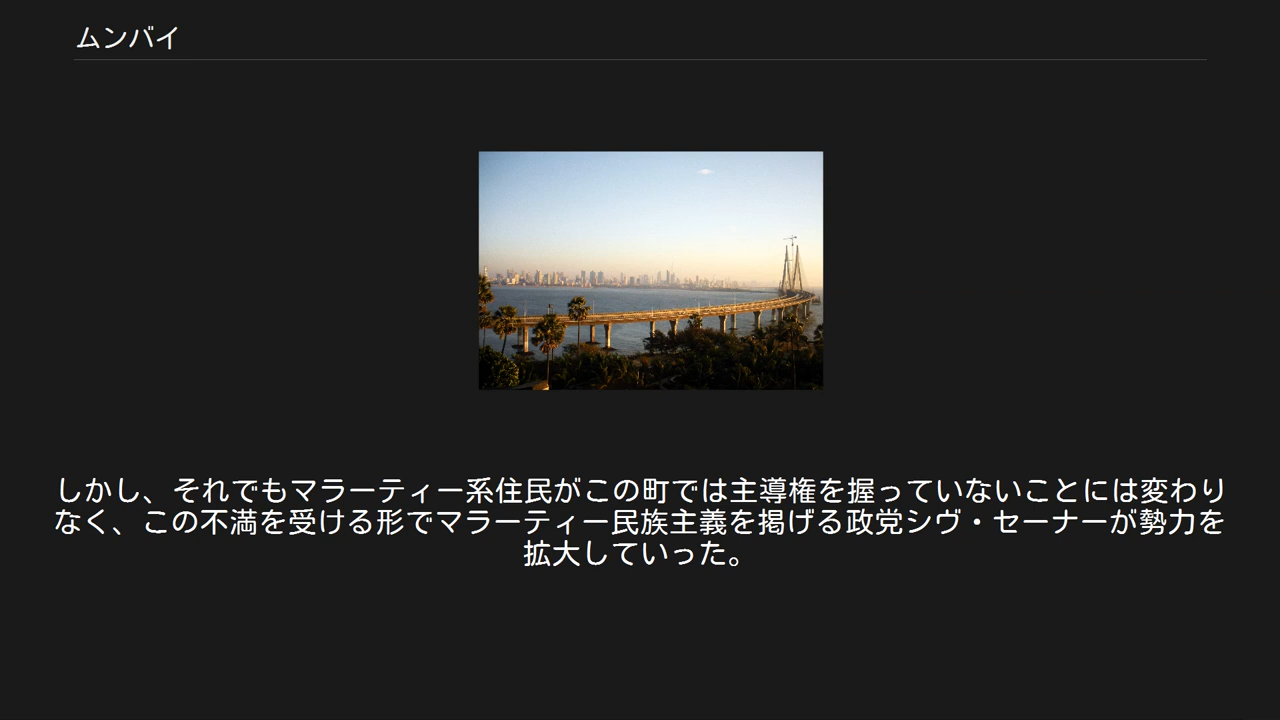 ムンバイ
しかし、それでもマラーティー系住民がこの町では主導権を握っていないことには変わり
なく、この不満を受ける形でマラーティー民族主義を掲げる政党シヴ・セーナーが勢力を
拡大していった。